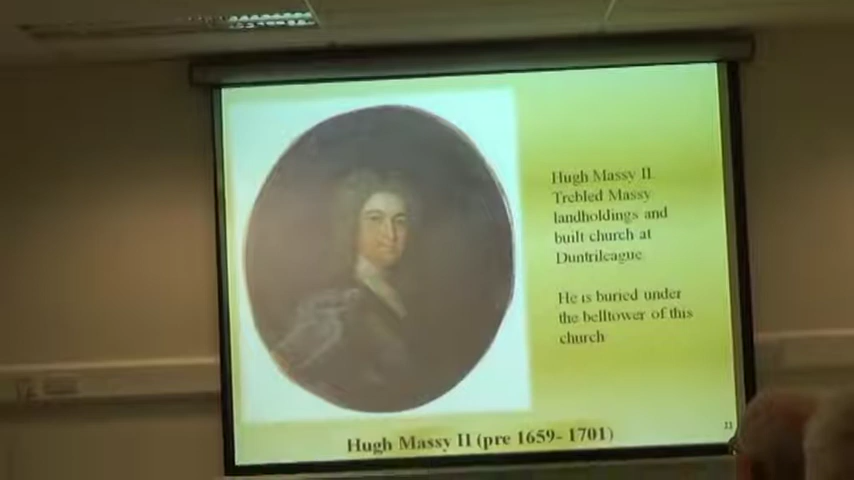 Hugh Massy II.
Trebled Massy
landholdings and
built church at
Duntrileague.
He is buried under
the belltower of this
church
Hugh Massy II (pre 1659- 1701)
11